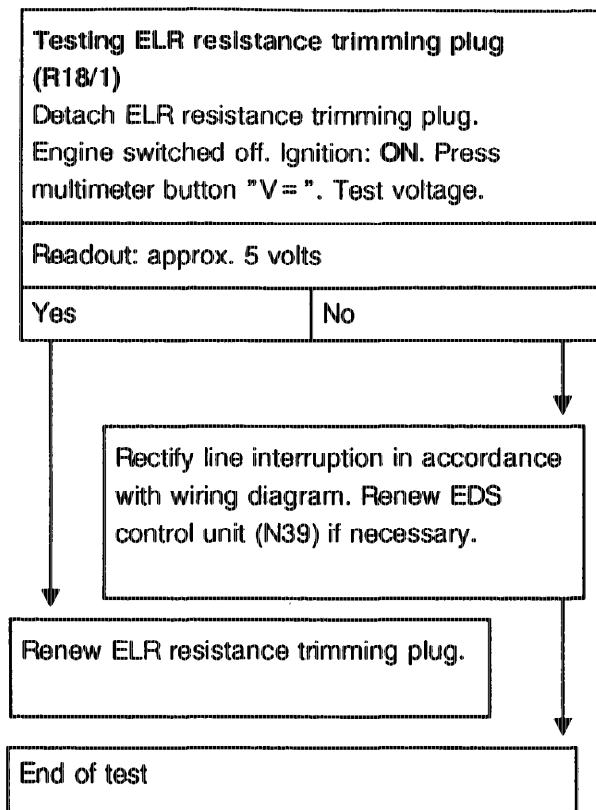 Testing ELR resistance trimming plug
(R18/1)
Detach ELR resistance trimming plug.
Engine switched off. Ignition: ON. Press
multimeter button "V= ". Test voltage.
Readout: approx. 5 volts
Yes
No
Rectify line interruption in accordance
with wiring diagram. Renew EDS
control unit (N39) if necessary.
Renew ELR resistance trimming plug.
End of test